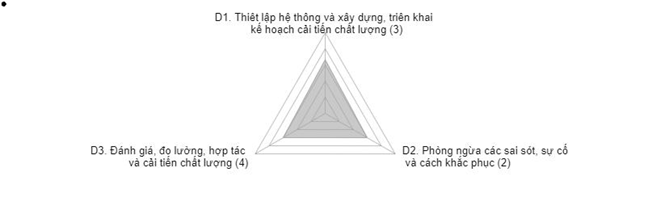 D1. Thiết lập hệ thống và xây dựng, triển khai
kế hoạch cải tiến chất lượng (3)
D3. Đánh giá, đo lường, hợp tác
và cải tiến chất lượng (4)
D2. Phòng ngừa các sai sót, sự cố
và cách khắc phục (2)